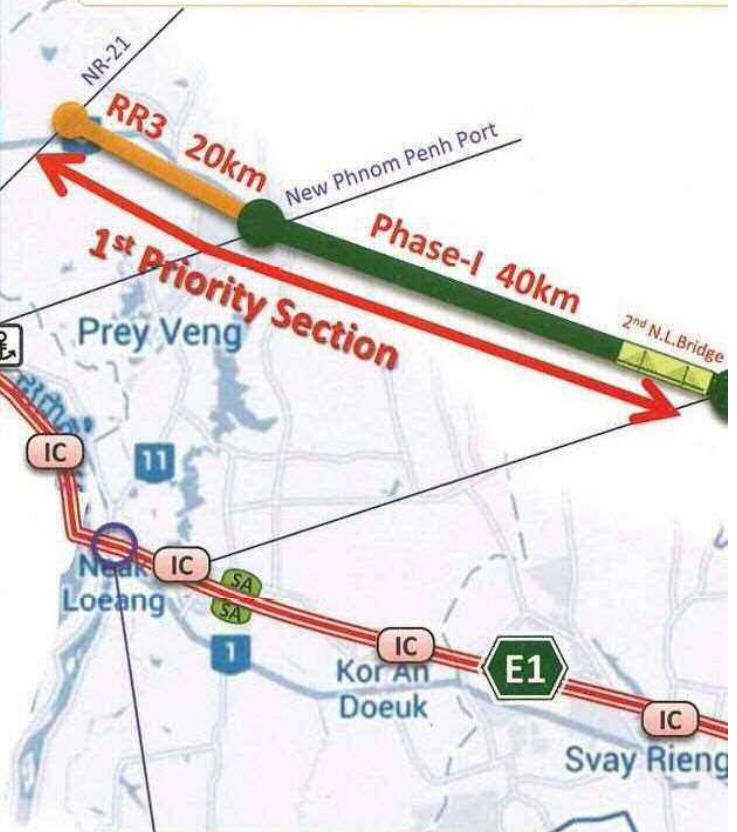 NR-21
RR3 20km
New Phnom Penh Port
Phase-I 40km
1st Priority Section
2nd N.L.Bridge
Prey Veng
IC
11
Neak
Loeang
IC
SA
SA
1
IC
Kor An
Doeuk
E1
IC
Svay Rieng